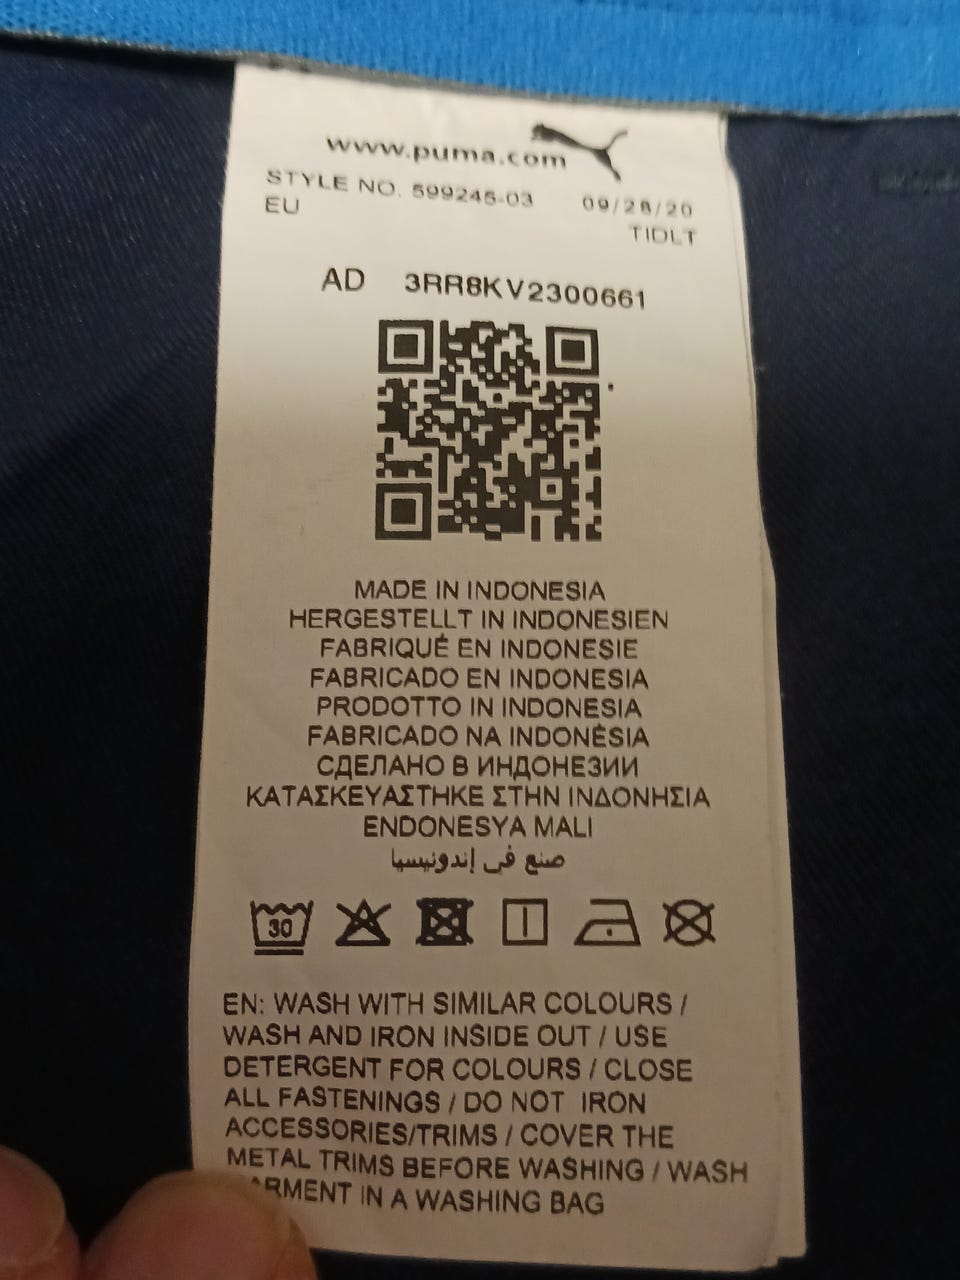 www.puma.com
STYLE NO. 599245-03 09/28/20
EU TIDLT
AD 3RR8KV2300661
MADE IN INDONESIA
HERGESTELLT IN INDONESIEN
FABRIQUÉ EN INDONESIE
FABRICADO EN INDONESIA
PRODOTTO IN INDONESIA
FABRICADO NA INDONÉSIA
СДЕЛАНО В ИНДОНЕЗИИ
ΚΑΤΑΣΚΕΥΑΣΤΗΚΕ ΣΤΗΝ ΙΝΔΟΝΗΣΙΑ
ENDONESYA MALI
صنع في إندونيسيا
30
EN: WASH WITH SIMILAR COLOURS /
WASH AND IRON INSIDE OUT / USE
DETERGENT FOR COLOURS / CLOSE
ALL FASTENINGS / DO NOT IRON
ACCESSORIES/TRIMS / COVER THE
METAL TRIMS BEFORE WASHING / WASH
GARMENT IN A WASHING BAG